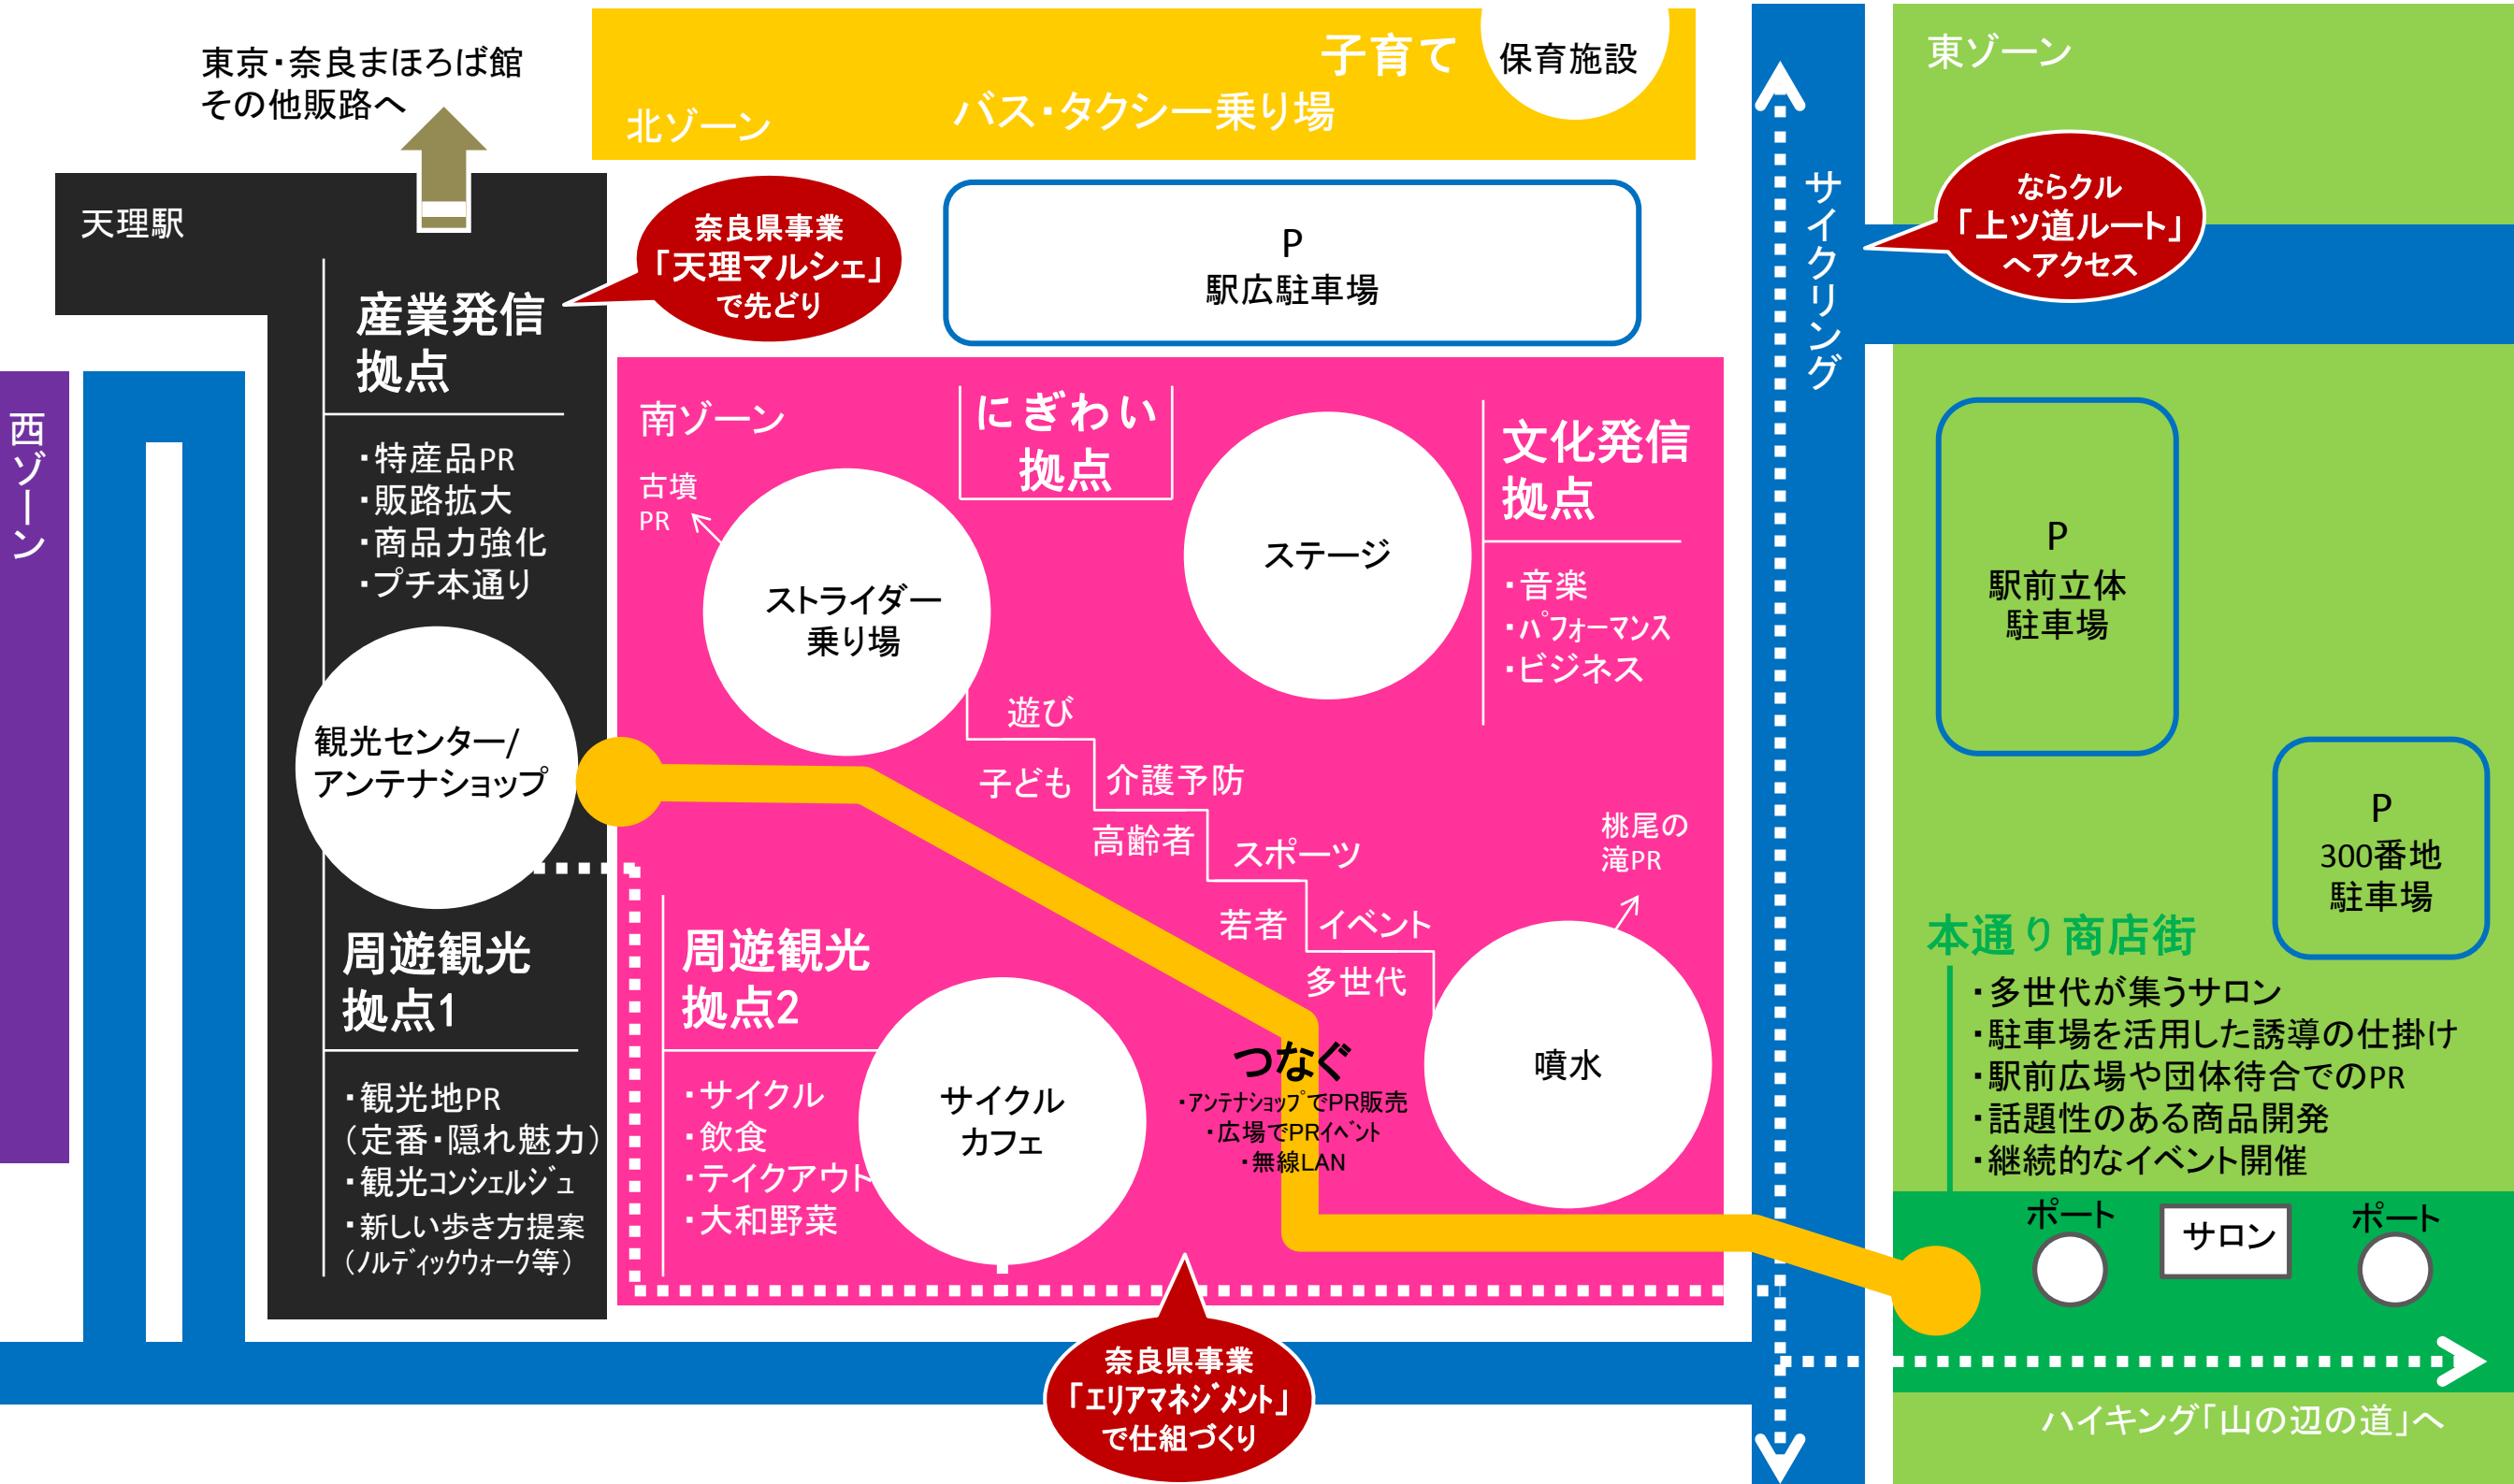 東京・奈良まほろば館
その他販路へ
子育て
保育施設
バス・タクシー乗り場
北ゾーン
東ゾーン
天理駅
奈良県事業
「天理マルシェ」
で先どり
P
駅広駐車場
サイクリング
ならクル
「上ツ道ルート」
へアクセス
産業発信
拠点
・特産品PR
・販路拡大
・商品力強化
・プチ本通り
西ゾーン
南ゾーン
古墳
PR
にぎわい
拠点
ストライダー
乗り場
ステージ
文化発信
拠点
・音楽
・パフォーマンス
・ビジネス
P
駅前立体
駐車場
観光センター/
アンテナショップ
遊び
子ども
介護予防
高齢者
スポーツ
若者
イベント
多世代
桃尾の
滝PR
P
300番地
駐車場
周遊観光
拠点1
・観光地PR
(定番・隠れ魅力)
・観光コンシェルジュ
・新しい歩き方提案
(ノルディックウォーク等)
周遊観光
拠点2
・サイクル
・飲食
・テイクアウト
・大和野菜
サイクル
カフェ
つなぐ
・アンテナショップでPR販売
・広場でPRイベント
・無線LAN
噴水
本通り商店街
・多世代が集うサロン
・駐車場を活用した誘導の仕掛け
・駅前広場や団体待合でのPR
・話題性のある商品開発
・継続的なイベント開催
ポート
サロン
ポート
奈良県事業
「エリアマネジメント」
で仕組づくり
ハイキング「山の辺の道」へ